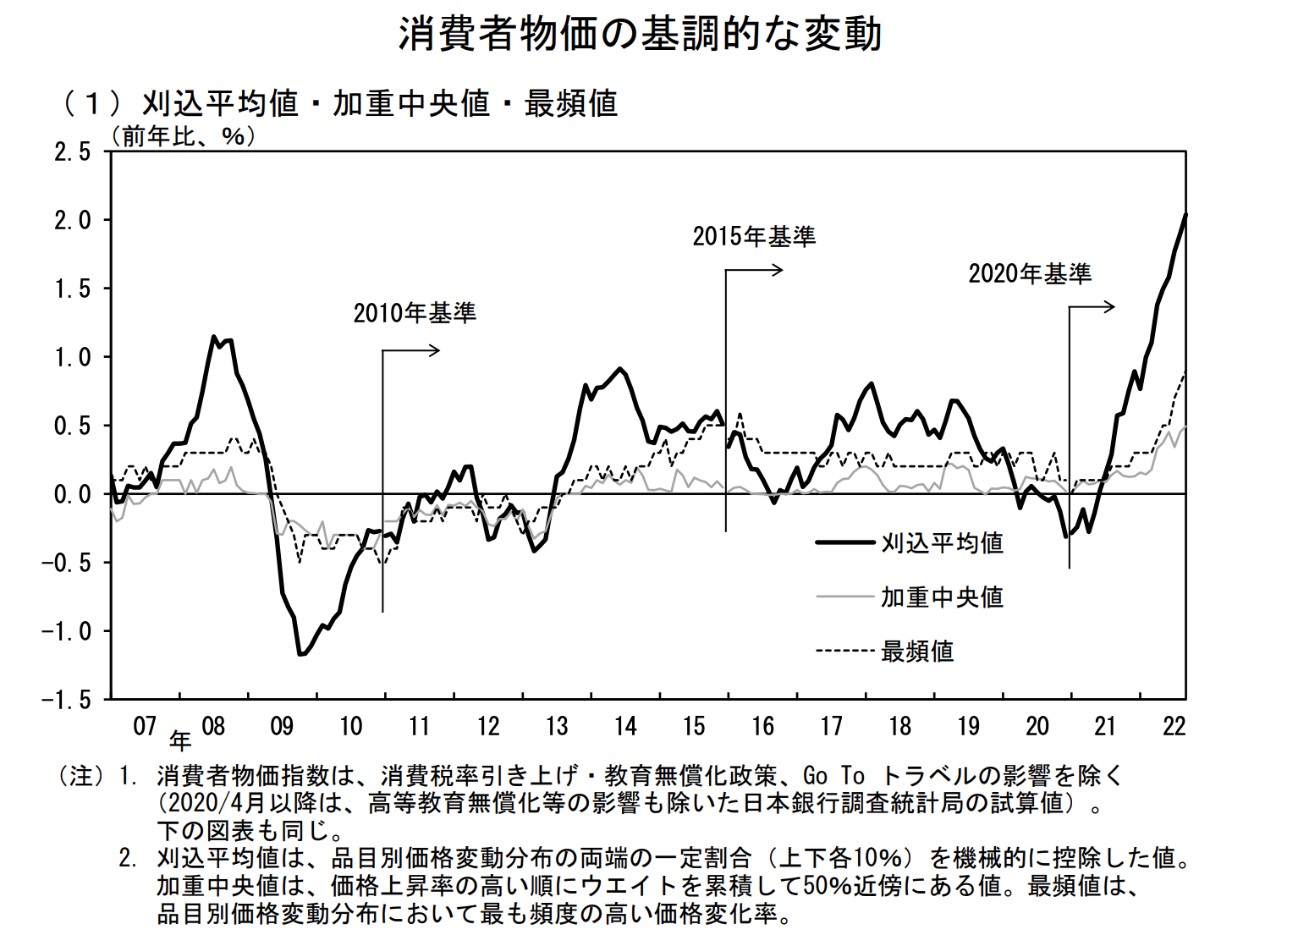 消費者物価の基調的な変動
（１）刈込平均値・加重中央値・最頻値
（前年比、％）
2.5
2.0
1.5
1.0
0.5
0.0
−0.5
−1.0
−1.5
2010年基準
2015年基準
2020年基準
刈込平均値
加重中央値
最頻値
07 08 09 10 11 12 13 14 15 16 17 18 19 20 21 22
年
（注）1. 消費者物価指数は、消費税率引き上げ・教育無償化政策、Go To トラベルの影響を除く
（2020/4月以降は、高等教育無償化等の影響も除いた日本銀行調査統計局の試算値）。
下の図表も同じ。
2. 刈込平均値は、品目別価格変動分布の両端の一定割合（上下各10％）を機械的に控除した値。
加重中央値は、価格上昇率の高い順にウエイトを累積して50％近傍にある値。最頻値は、
品目別価格変動分布において最も頻度の高い価格変化率。